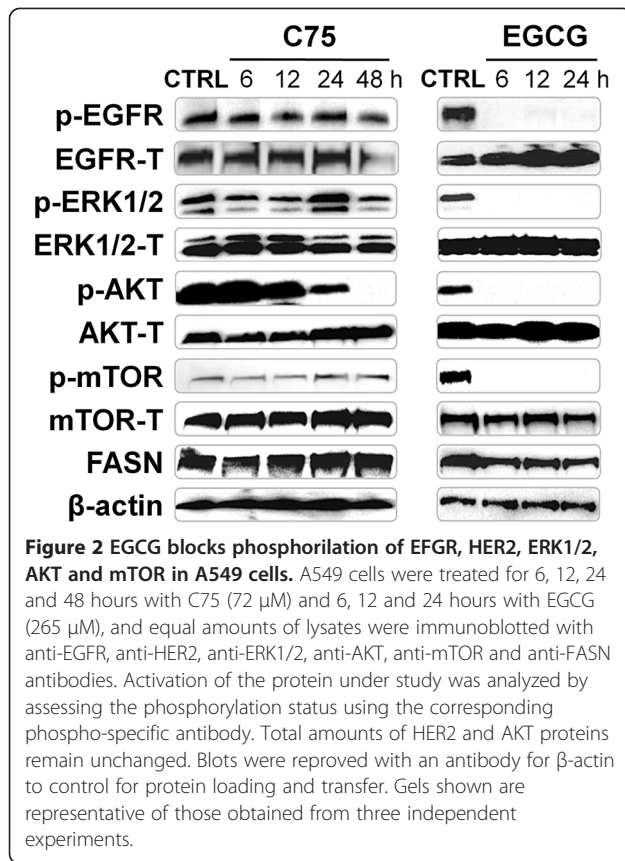 C75 EGCG
CTRL 6 12 24 48 h CTRL 6 12 24 h
p-EGFR
EGFR-T
p-ERK1/2
ERK1/2-T
p-AKT
AKT-T
p-mTOR
mTOR-T
FASN
β-actin
Figure 2 EGCG blocks phosphorilation of EFGR, HER2, ERK1/2,
AKT and mTOR in A549 cells. A549 cells were treated for 6, 12, 24
and 48 hours with C75 (72 μM) and 6, 12 and 24 hours with EGCG
(265 μM), and equal amounts of lysates were immunoblotted with
anti-EGFR, anti-HER2, anti-ERK1/2, anti-AKT, anti-mTOR and anti-FASN
antibodies. Activation of the protein under study was analyzed by
assessing the phosphorylation status using the corresponding
phospho-specific antibody. Total amounts of HER2 and AKT proteins
remain unchanged. Blots were reproved with an antibody for β-actin
to control for protein loading and transfer. Gels shown are
representative of those obtained from three independent
experiments.